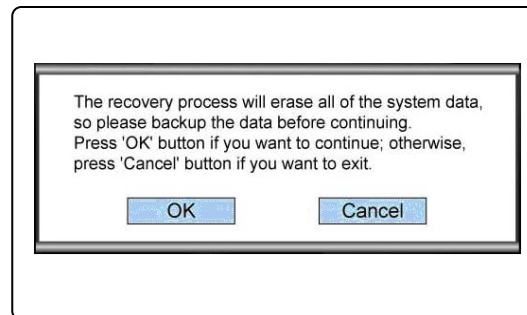 The recovery process will erase all of the system data,
so please backup the data before continuing.
Press 'OK' button if you want to continue; otherwise,
press 'Cancel' button if you want to exit.
OK Cancel